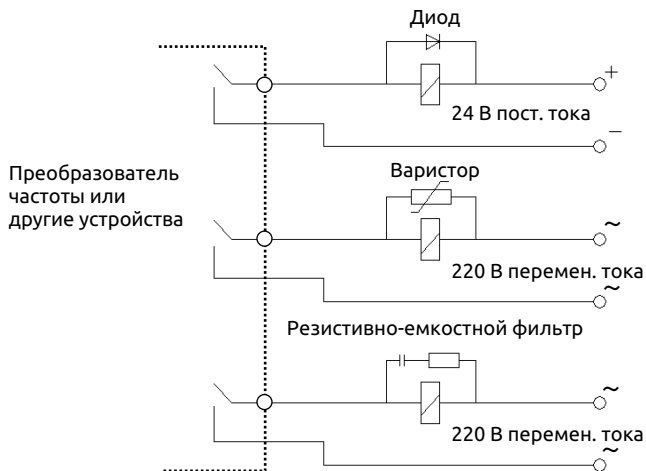 Диод
+
24 В пост. тока
−
Преобразователь
частоты или
другие устройства
Варистор
~
220 В перемен. тока
~
Резистивно-емкостной фильтр
~
220 В перемен. тока
~